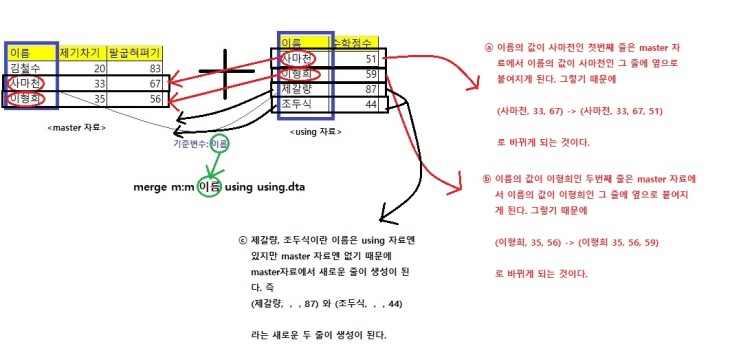 이름 제기차기 팔굽혀펴기
김철수 20 83
사마천 33 67
이형희 35 56
<master 자료>
이름 수학점수
사마천 51
이형희 59
제갈량 87
조두식 44
<using 자료>
기준변수: 이름
merge m:m 이름 using using.dta
ⓐ 이름의 값이 사마천인 첫번째 줄은 master 자
료에서 이름의 값이 사마천인 그 줄에 옆으로
붙여지게 된다. 그렇기 때문에
(사마천, 33, 67) -> (사마천, 33, 67, 51)
로 바뀌게 되는 것이다.
ⓑ 이름의 값이 이형희인 두번째 줄은 master 자료에
서 이름의 값이 이형희인 그 줄에 옆으로 붙여지
게 된다. 그렇기 때문에
(이형희, 35, 56) -> (이형희 35, 56, 59)
로 바뀌게 되는 것이다.
ⓒ 제갈량, 조두식이란 이름은 using 자료엔
있지만 master 자료엔 없기 때문에
master자료에서 새로운 줄이 생성이 된
다. 즉
(제갈량, , , 87) 와 (조두식, , , 44)
라는 새로운 두 줄이 생성이 된다.